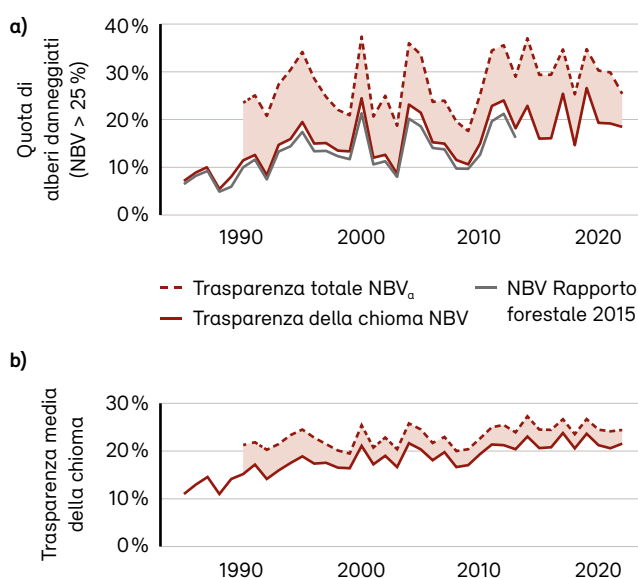 a)
Quota di
alberi danneggiati
(NBV > 25 %)
40 %
30 %
20 %
10 %
0 %
1990 2000 2010 2020
Trasparenza totale NBVₐ
Trasparenza della chioma NBV
NBV Rapporto
forestale 2015
b)
Trasparenza media
della chioma
30 %
20 %
10 %
0 %
1990 2000 2010 2020